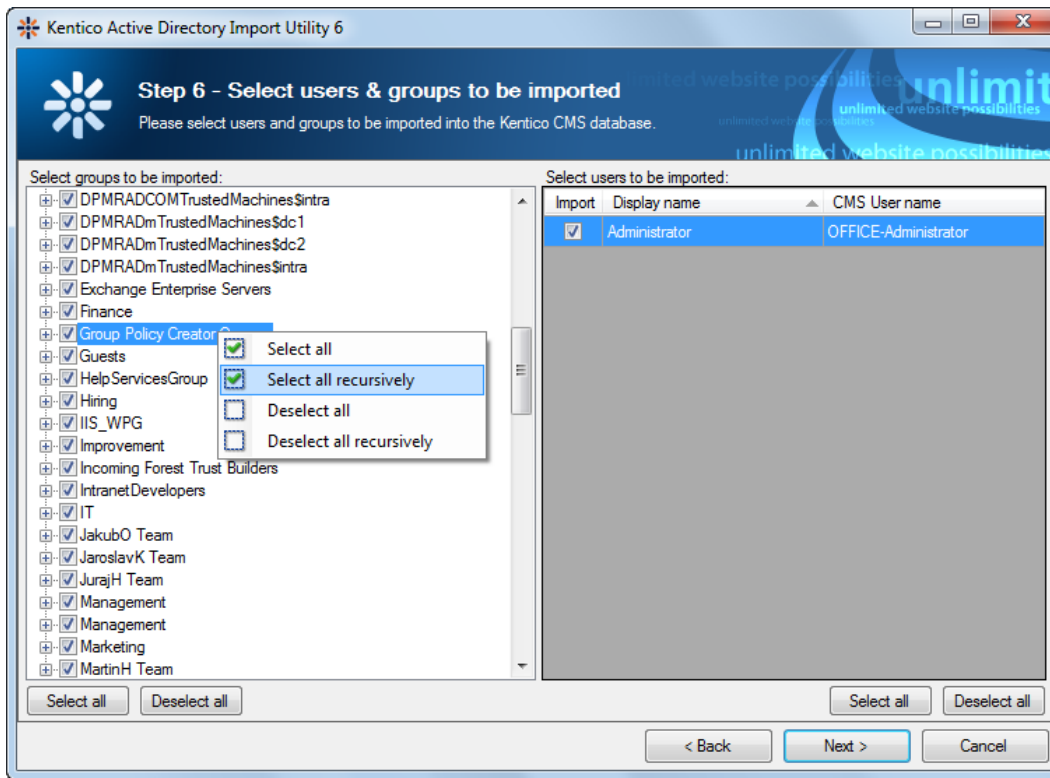 Kentico Active Directory Import Utility 6
Step 6 - Select users & groups to be imported
Please select users and groups to be imported into the Kentico CMS database.
unlimited website possibilities
unlimit
unlimited website possibilities
unlimited website possibilities
Select groups to be imported:
DPMRADCOMTrustedMachines$intra
DPMRADmTrustedMachines$dc1
DPMRADmTrustedMachines$dc2
DPMRADmTrustedMachines$intra
Exchange Enterprise Servers
Finance
Group Policy Creator
Guests
HelpServicesGroup
Hiring
IIS_WPG
Improvement
Incoming Forest Trust Builders
IntranetDevelopers
IT
JakubO Team
JaroslavK Team
JurajH Team
Management
Management
Marketing
MartinH Team
Select all
Select all recursively
Deselect all
Deselect all recursively
Select users to be imported:
Import Display name CMS User name
Administrator OFFICE-Administrator
Select all Deselect all
Select all Deselect all
< Back Next > Cancel